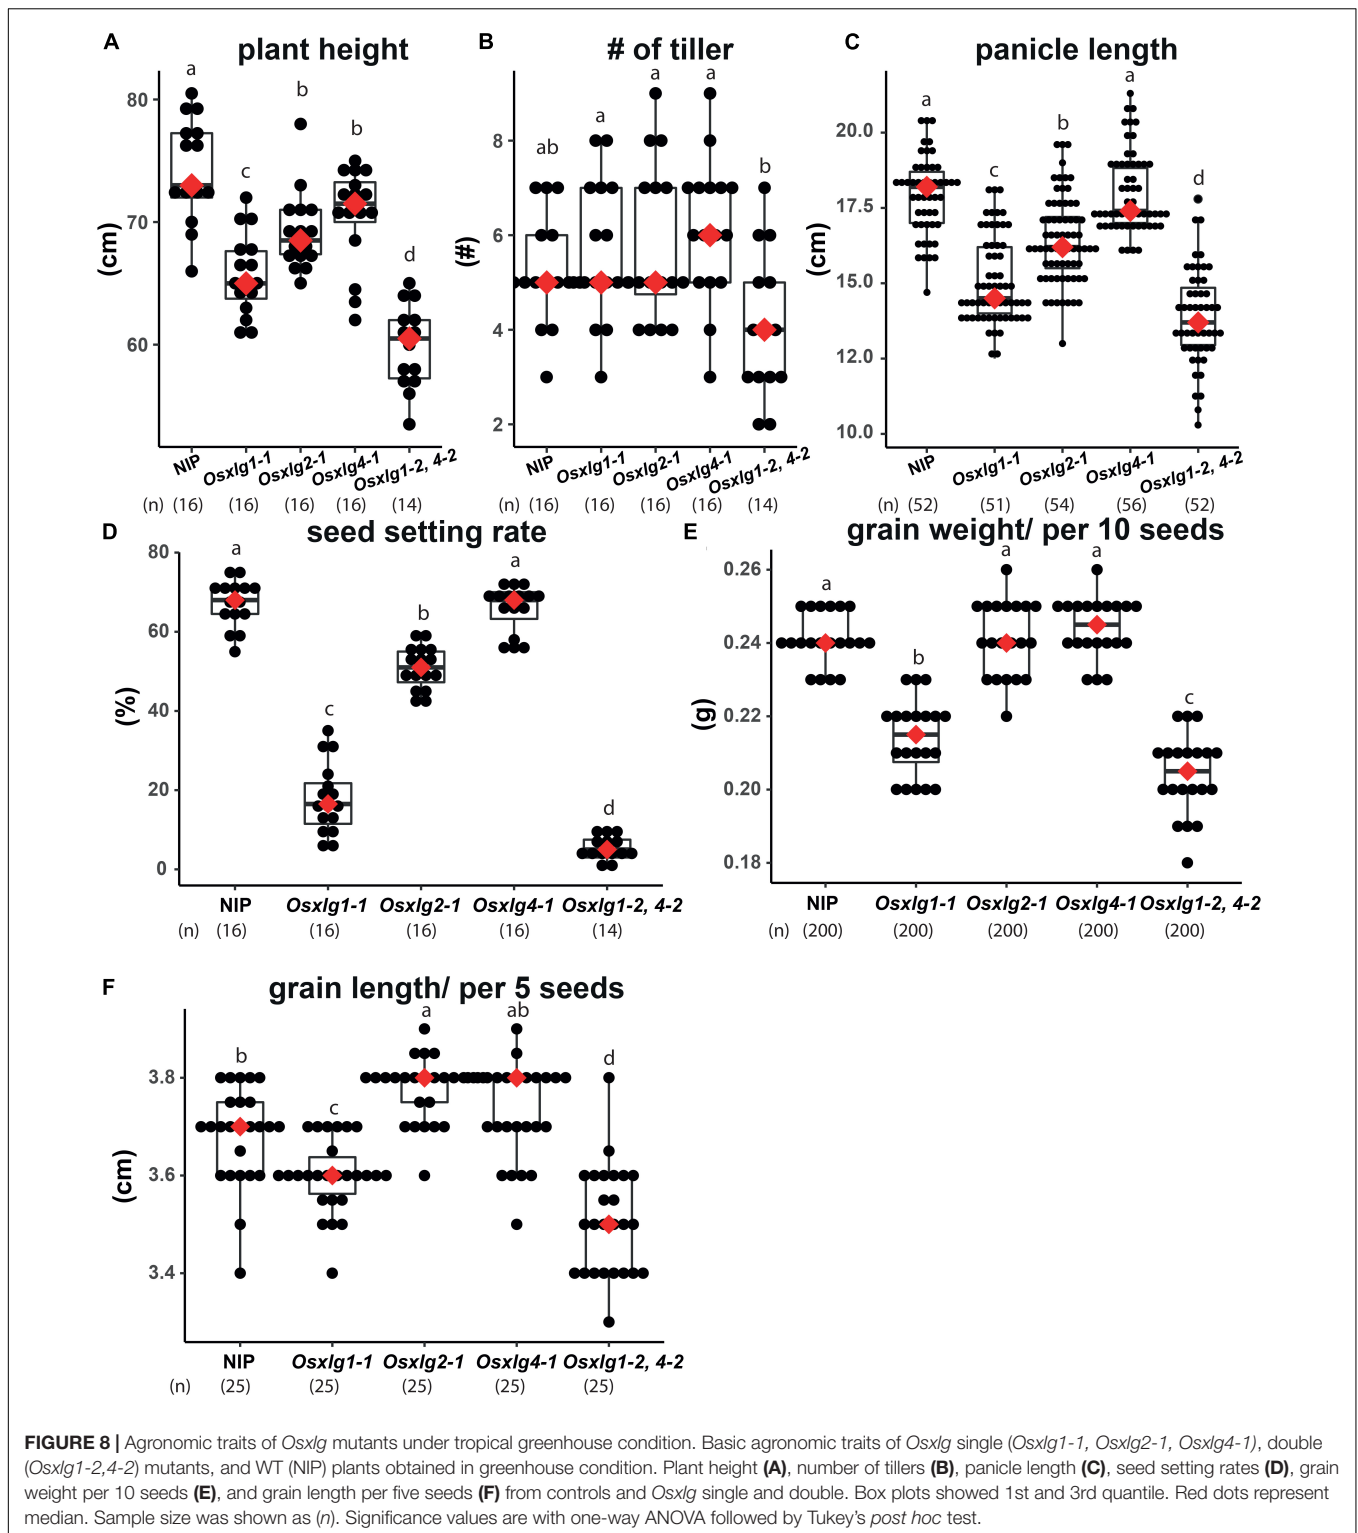 A plant height
a
c
b
b
d
80
70
60
(cm)
NIP Osxlg1-1 Osxlg2-1 Osxlg4-1 Osxlg1-2, 4-2
(n) (16) (16) (16) (16) (14)
B # of tiller
ab
a
a
a
b
8
6
4
2
(#)
NIP Osxlg1-1 Osxlg2-1 Osxlg4-1 Osxlg1-2, 4-2
(n) (16) (16) (16) (16) (14)
C panicle length
a
c
b
a
d
20.0
17.5
15.0
12.0
10.0
(cm)
NIP Osxlg1-1 Osxlg2-1 Osxlg4-1 Osxlg1-2, 4-2
(n) (52) (51) (54) (56) (52)
D seed setting rate
a
c
b
a
d
80
60
40
20
0
(%)
NIP Osxlg1-1 Osxlg2-1 Osxlg4-1 Osxlg1-2, 4-2
(n) (16) (16) (16) (16) (14)
E grain weight/ per 10 seeds
a
b
a
a
c
0.26
0.24
0.22
0.20
0.18
(g)
NIP Osxlg1-1 Osxlg2-1 Osxlg4-1 Osxlg1-2, 4-2
(n) (200) (200) (200) (200) (200)
F grain length/ per 5 seeds
b
c
a
ab
d
3.8
3.6
3.4
(cm)
NIP Osxlg1-1 Osxlg2-1 Osxlg4-1 Osxlg1-2, 4-2
(n) (25) (25) (25) (25) (25)
FIGURE 8 | Agronomic traits of Osxlg mutants under tropical greenhouse condition. Basic agronomic traits of Osxlg single (Osxlg1-1, Osxlg2-1, Osxlg4-1), double
(Osxlg1-2,4-2) mutants, and WT (NIP) plants obtained in greenhouse condition. Plant height (A), number of tillers (B), panicle length (C), seed setting rates (D), grain
weight per 10 seeds (E), and grain length per five seeds (F) from controls and Osxlg single and double. Box plots showed 1st and 3rd quantile. Red dots represent
median. Sample size was shown as (n). Significance values are with one-way ANOVA followed by Tukey's post hoc test.